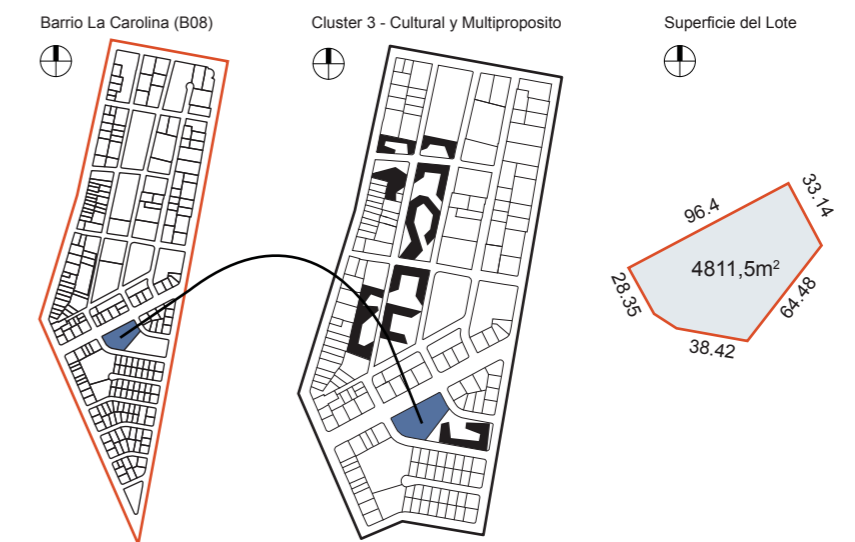 Barrio La Carolina (B08)
Cluster 3 - Cultural y Multiproposito
Superficie del Lote
96.4
33.14
4811,5m²
28.35
64.48
38.42